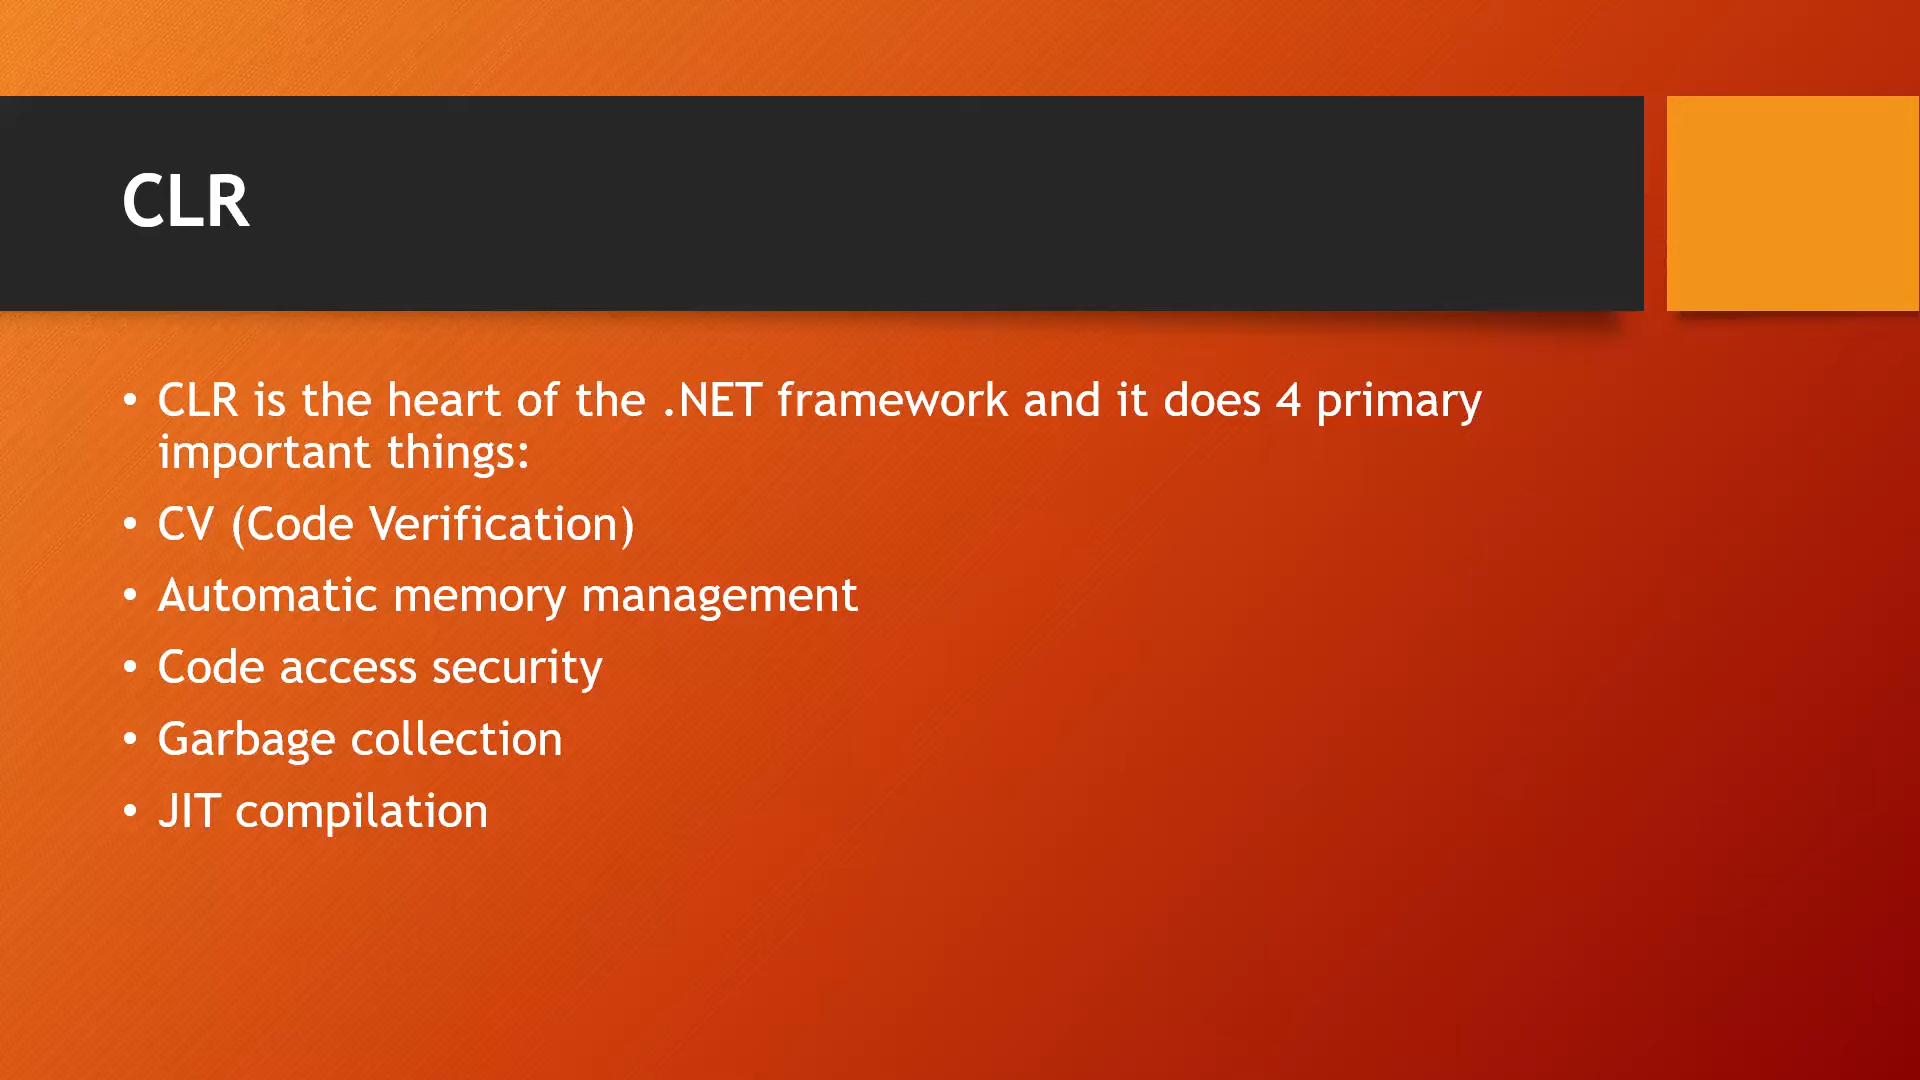 CLR
• CLR is the heart of the .NET framework and it does 4 primary
important things:
• CV (Code Verification)
• Automatic memory management
• Code access security
• Garbage collection
• JIT compilation